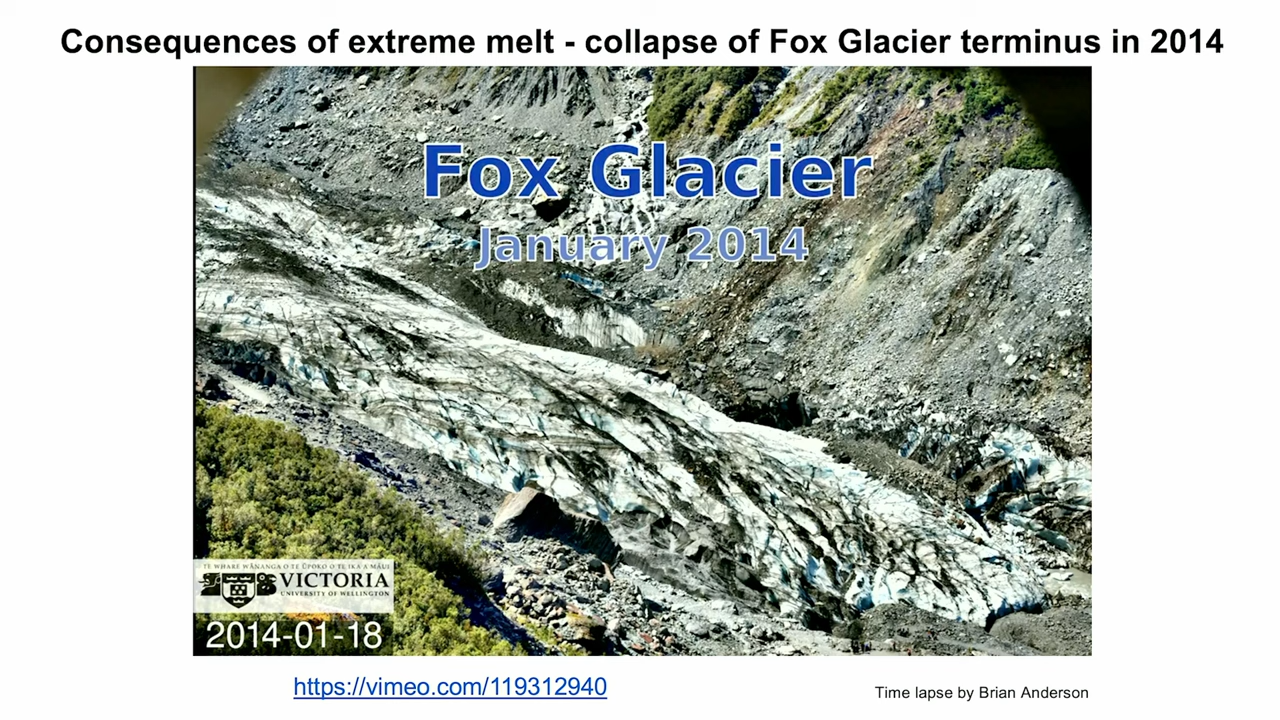 Consequences of extreme melt - collapse of Fox Glacier terminus in 2014
Fox Glacier
January 2014
TE WHARE WĀNANGA O TE ŪPOKO O TE IKA A MĀUI
VICTORIA
UNIVERSITY OF WELLINGTON
2014-01-18
https://vimeo.com/119312940
Time lapse by Brian Anderson